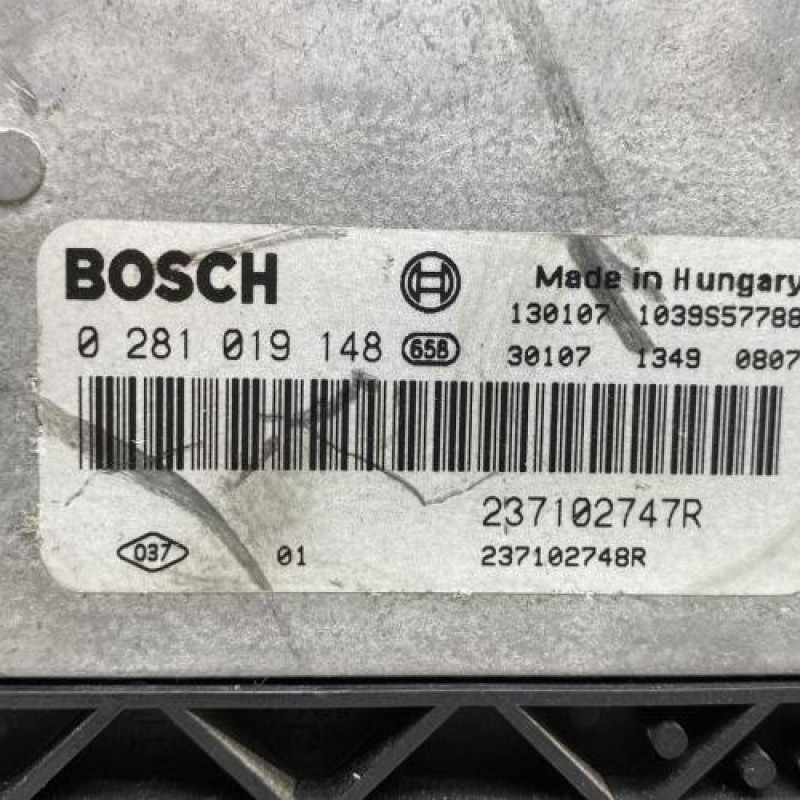 BOSCH
Made in Hungary
130107 1039S57788
0 281 019 148 658
30107 1349 0807
237102747R
037 01 237102748R